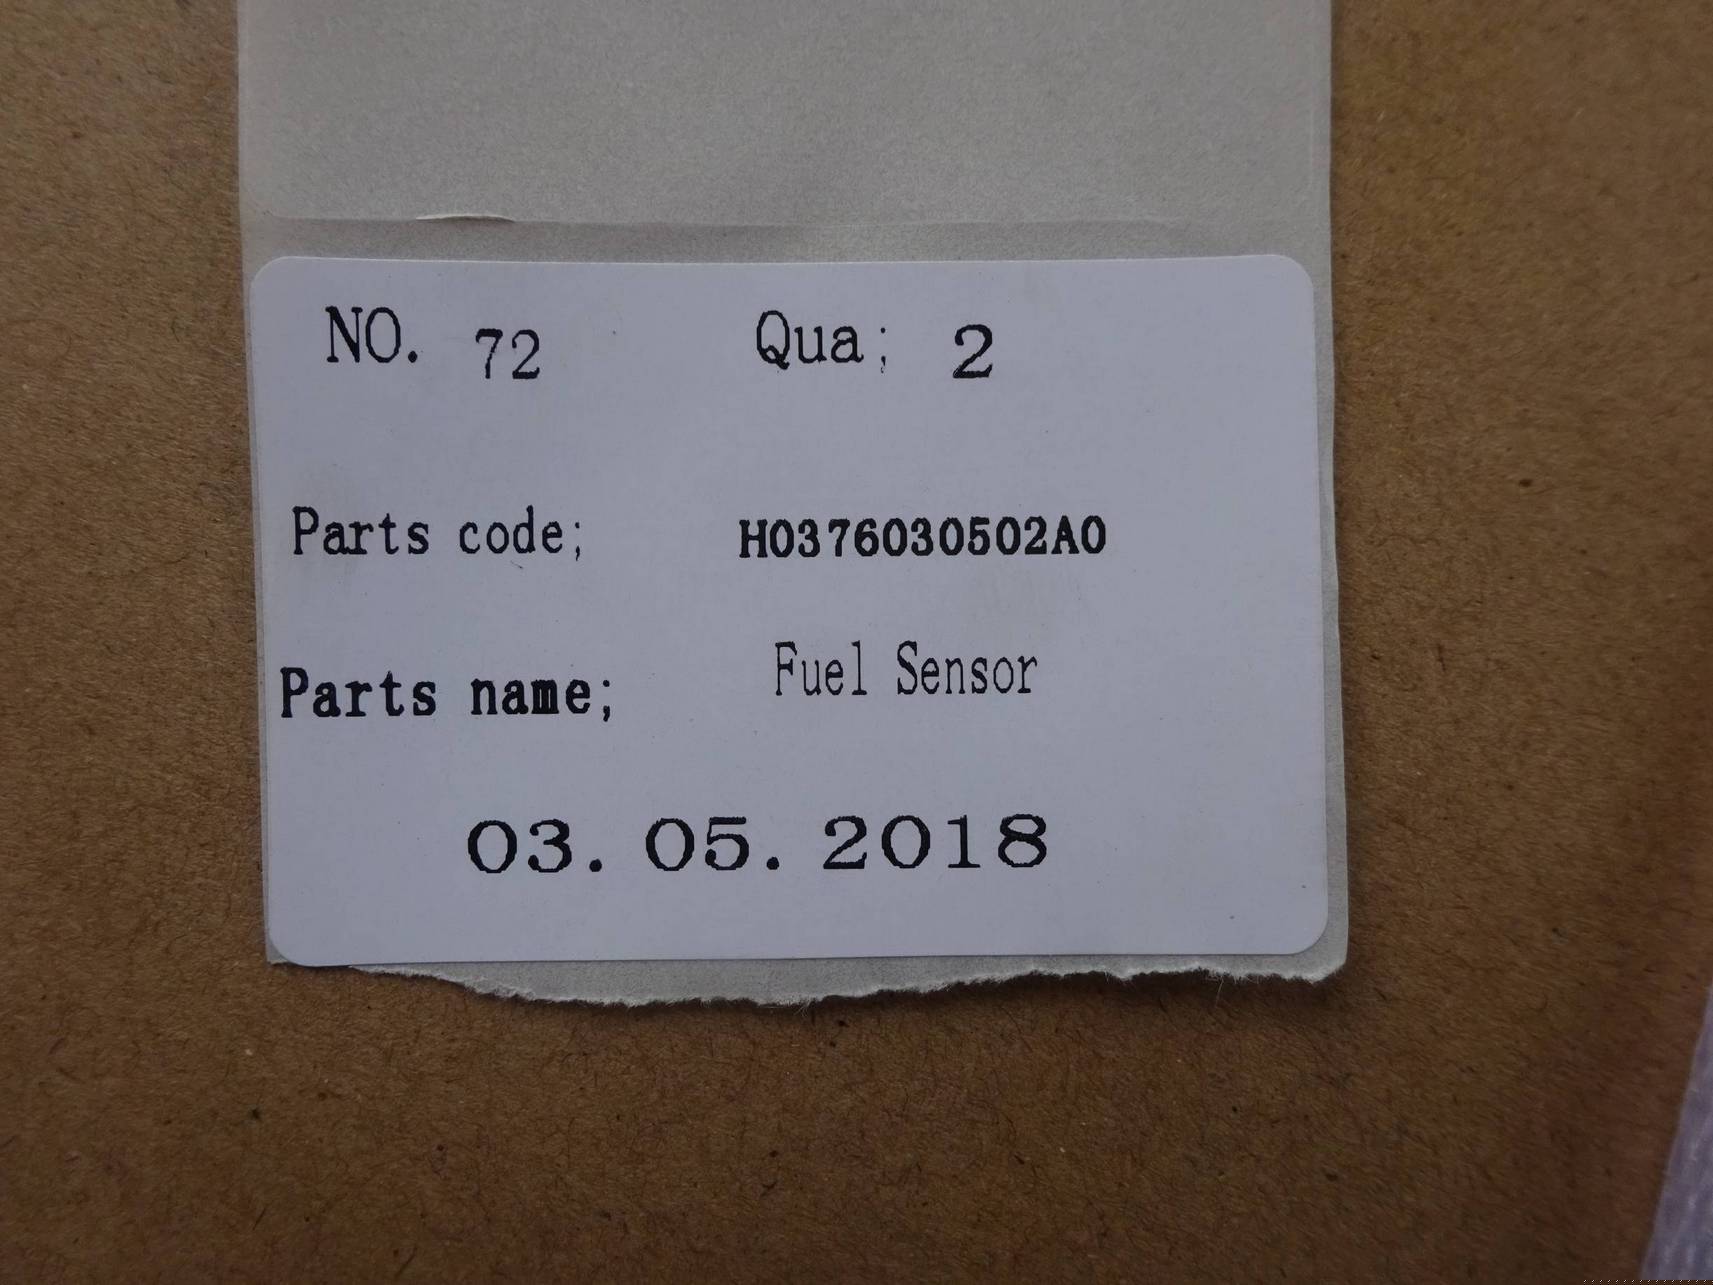 NO. 72 Qua; 2
Parts code; H0376030502A0
Parts name; Fuel Sensor
03. 05. 2018